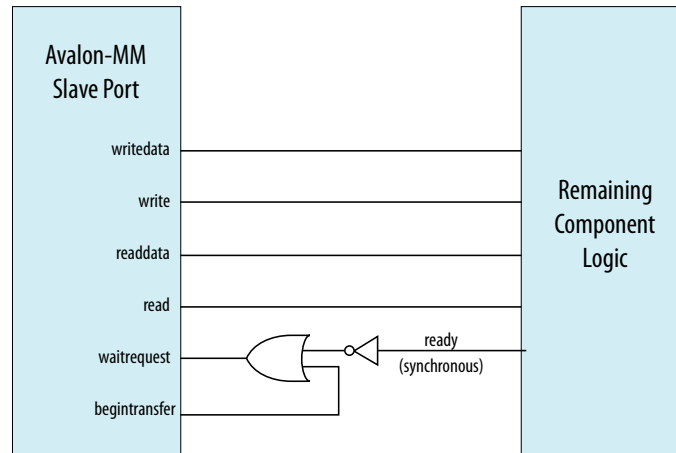 Avalon-MM
Slave Port
writedata
write
readdata
read
waitrequest
begintransfer
ready
(synchronous)
Remaining
Component
Logic